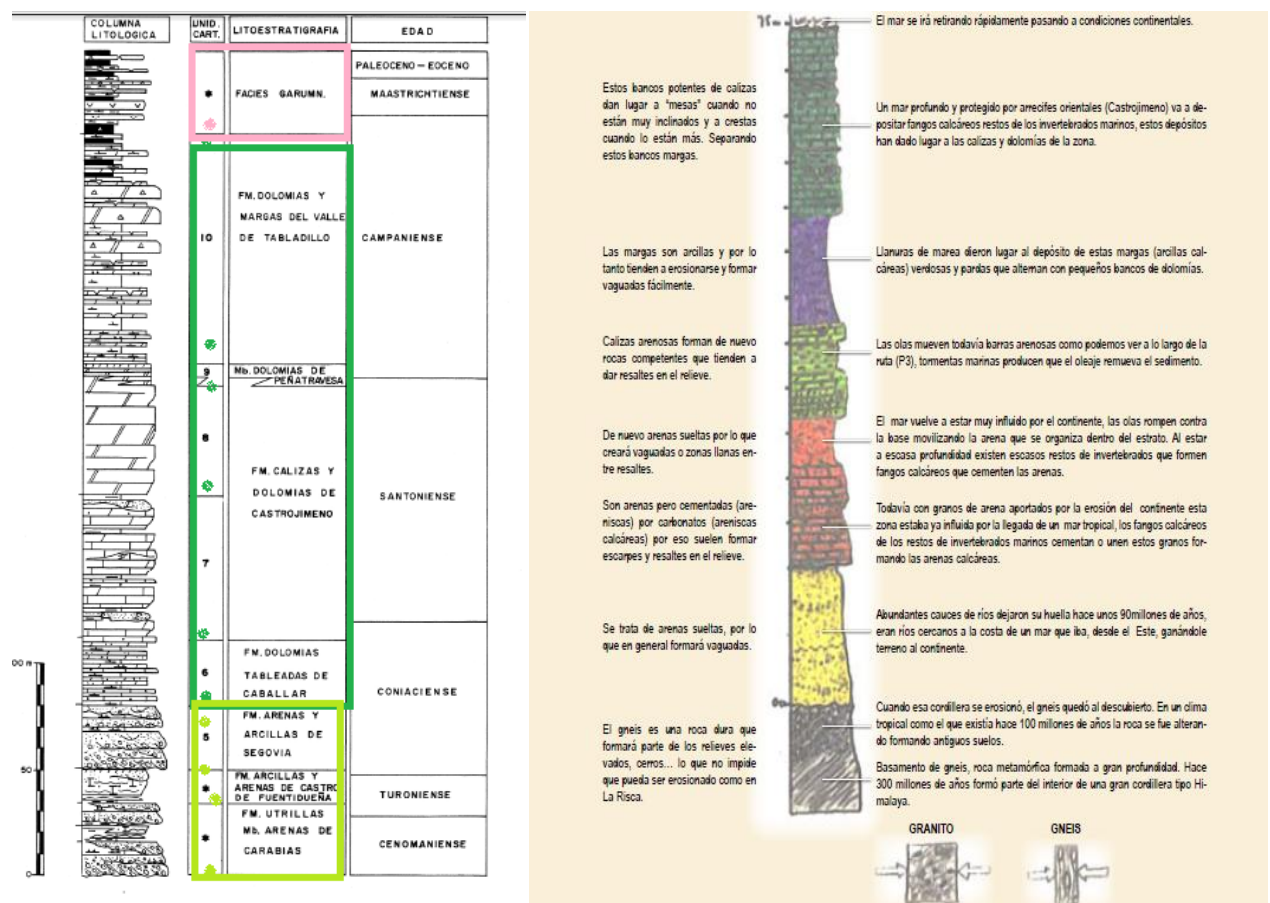 COLUMNA
LITOLOGICA
UNID.
CART.
LITOESTRATIGRAFIA
EDAD
PALEOCENO – EOCENO
* FACIES GARUMN.
MAASTRICHTIENSE
FM. DOLOMIAS Y
MARGAS DEL VALLE
10 DE TABLADILLO
CAMPANIENSE
9 Mb. DOLOMIAS DE
PEÑATRAVESA
8
FM. CALIZAS Y
DOLOMIAS DE
CASTROJIMENO
SANTONIENSE
7
FM. DOLOMIAS
6 TABLEADAS DE
CABALLAR
CONIACIENSE
FM. ARENAS Y
5 ARCILLAS DE
SEGOVIA
FM. ARCILLAS Y
* ARENAS DE CASTRO
DE FUENTIDUEÑA
TURONIENSE
FM. UTRILLAS
* Mb. ARENAS DE
CARABIAS
CENOMANIENSE
00 m
50
0
75m
El mar se irá retirando rápidamente pasando a condiciones continentales.
Estos bancos potentes de calizas
dan lugar a “mesas” cuando no
están muy inclinados y a crestas
cuando lo están más. Separando
estos bancos margas.
Un mar profundo y protegido por arrecifes orientales (Castrojimeno) va a de-
positar fangos calcáreos restos de los invertebrados marinos, estos depósitos
han dado lugar a las calizas y dolomías de la zona.
Las margas son arcillas y por lo
tanto tienden a erosionarse y formar
vaguadas fácilmente.
Llanuras de marea dieron lugar al depósito de estas margas (arcillas cal-
cáreas) verdosas y pardas que alternan con pequeños bancos de dolomías.
Calizas arenosas forman de nuevo
rocas competentes que tienden a
dar resaltes en el relieve.
Las olas mueven todavía barras arenosas como podemos ver a lo largo de la
ruta (P3), tormentas marinas producen que el oleaje remueva el sedimento.
De nuevo arenas sueltas por lo que
creará vaguadas o zonas llanas en-
tre resaltes.
El mar vuelve a estar muy influido por el continente, las olas rompen contra
la base movilizando la arena que se organiza dentro del estrato. Al estar
a escasa profundidad existen escasos restos de invertebrados que formen
fangos calcáreos que cementen las arenas.
Son arenas pero cementadas (are-
niscas) por carbonatos (areniscas
calcáreas) por eso suelen formar
escarpes y resaltes en el relieve.
Todavía con granos de arena aportados por la erosión del continente esta
zona estaba ya influida por la llegada de un mar tropical, los fangos calcáreos
de los restos de invertebrados marinos cementan o unen estos granos for-
mando las arenas calcáreas.
Se trata de arenas sueltas, por lo
que en general formará vaguadas.
Abundantes cauces de ríos dejaron su huella hace unos 90millones de años,
eran ríos cercanos a la costa de un mar que iba, desde el Este, ganándole
terreno al continente.
0m
El gneis es una roca dura que
formará parte de los relieves ele-
vados, cerros... lo que no impide
que pueda ser erosionado como en
La Risca.
Cuando esa cordillera se erosionó, el gneis quedó al descubierto. En un clima
tropical como el que existía hace 100 millones de años la roca se fue alteran-
do formando antiguos suelos.
Basamento de gneis, roca metamórfica formada a gran profundidad. Hace
300 millones de años formó parte del interior de una gran cordillera tipo Hi-
malaya.
GRANITO
GNEIS